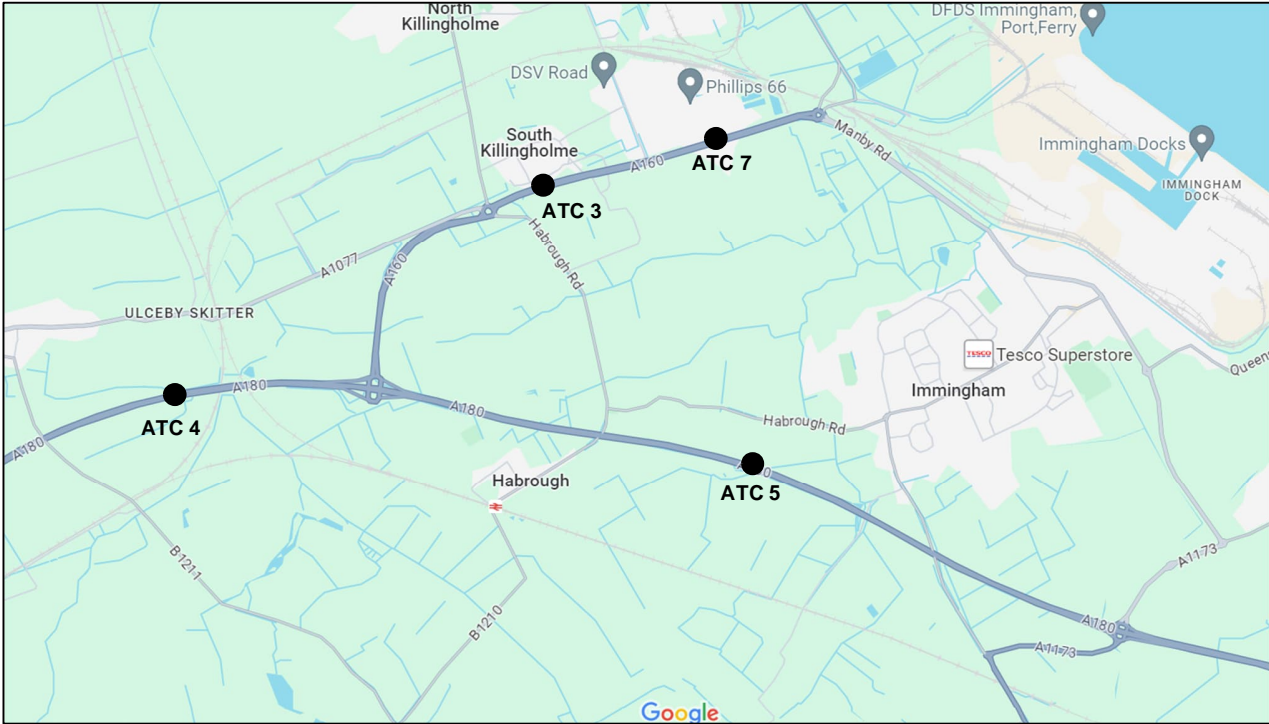 North
Killingholme
DFDS Immingham,
Port,Ferry
DSV Road
Phillips 66
South
Killingholme
Manby Rd
Immingham Docks
A160
ATC 7
IMMINGHAM
DOCK
ATC 3
Habrough Rd
A1077
A160
ULCEBY SKITTER
TESCO
Tesco Superstore
Immingham
A180
A180
Habrough Rd
ATC 4
A180
Habrough
ATC 5
B1211
A1173
B1210
A180
A1173
Google